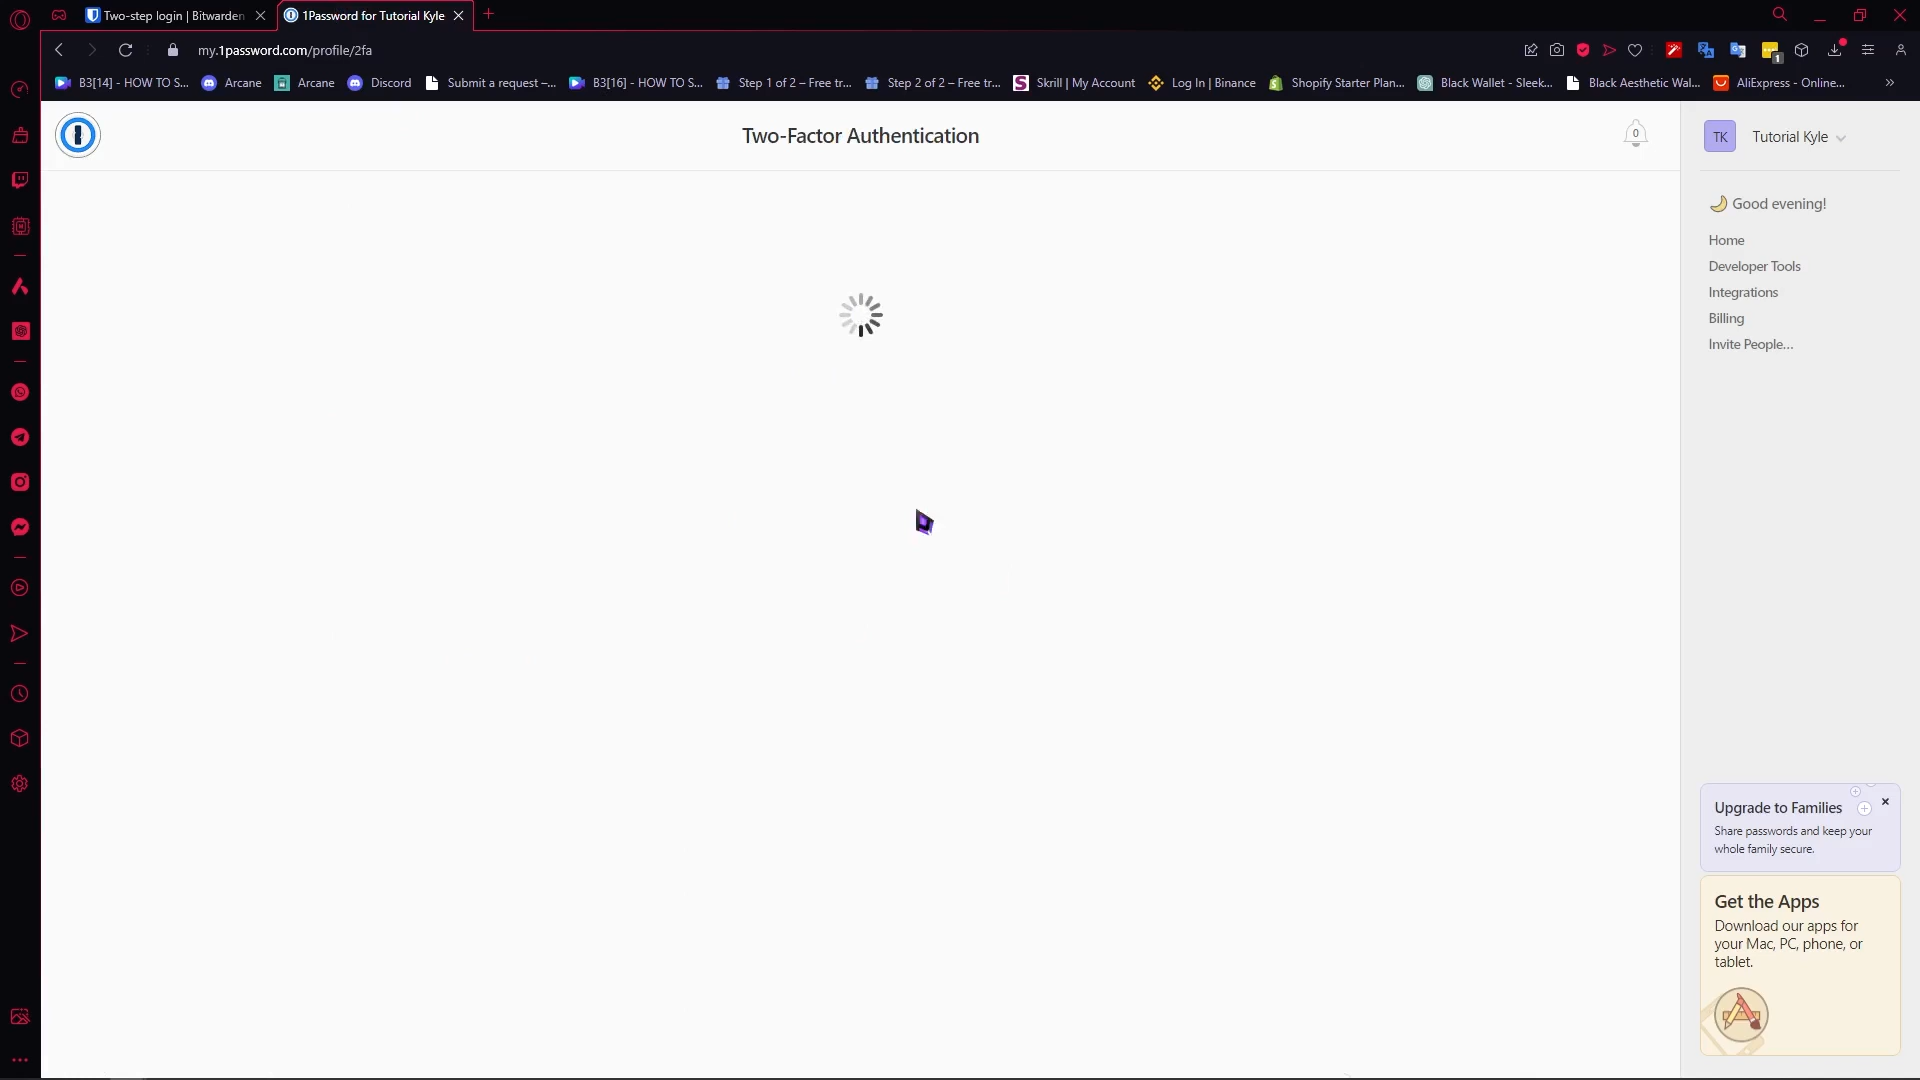 Two-step login | Bitwarden
1Password for Tutorial Kyle
my.1password.com/profile/2fa
1
B3[14] - HOW TO S...
Arcane
Arcane
Discord
Submit a request –...
B3[16] - HOW TO S...
Step 1 of 2 – Free tr...
Step 2 of 2 – Free tr...
Skrill | My Account
Log In | Binance
Shopify Starter Plan...
Black Wallet - Sleek...
Black Aesthetic Wal...
AliExpress - Online...
Two-Factor Authentication
0
TK
Tutorial Kyle
Good evening!
Home
Developer Tools
Integrations
Billing
Invite People...
Upgrade to Families
Share passwords and keep your
whole family secure.
Get the Apps
Download our apps for
your Mac, PC, phone, or
tablet.